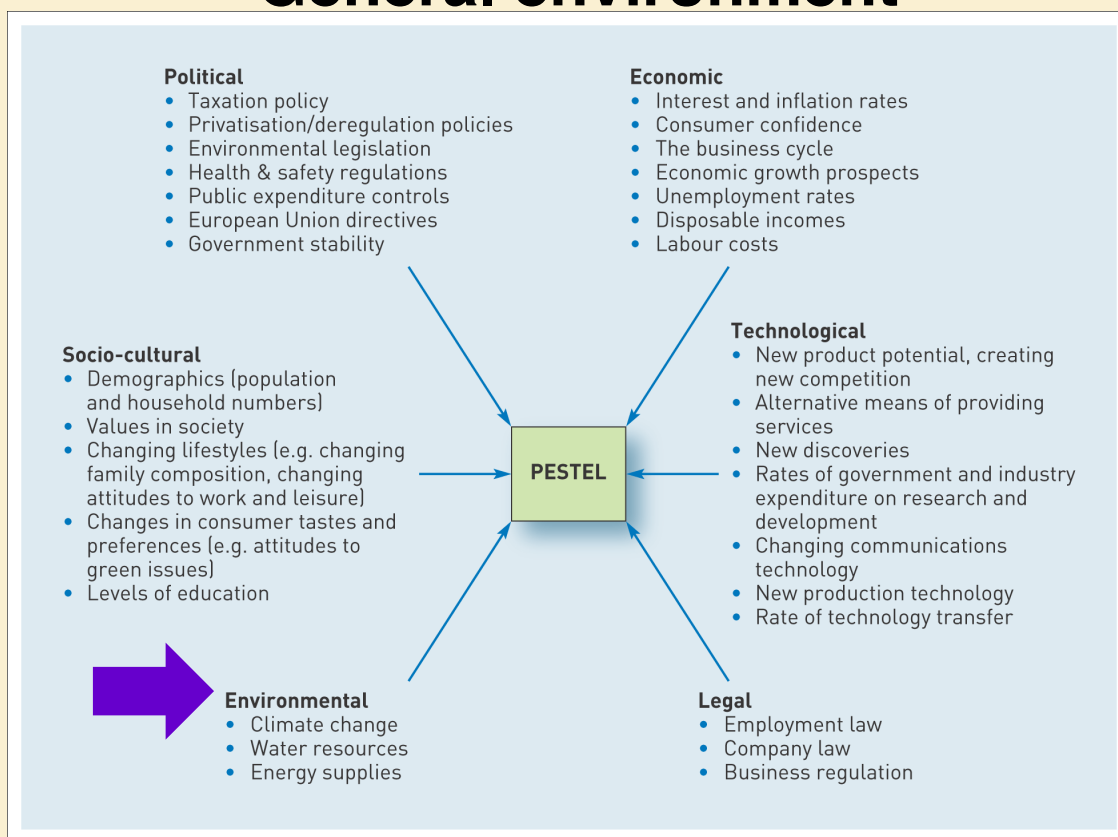 General environment
Political
• Taxation policy
• Privatisation/deregulation policies
• Environmental legislation
• Health & safety regulations
• Public expenditure controls
• European Union directives
• Government stability
Economic
• Interest and inflation rates
• Consumer confidence
• The business cycle
• Economic growth prospects
• Unemployment rates
• Disposable incomes
• Labour costs
Socio-cultural
• Demographics (population
and household numbers)
• Values in society
• Changing lifestyles (e.g. changing
family composition, changing
attitudes to work and leisure)
• Changes in consumer tastes and
preferences (e.g. attitudes to
green issues)
• Levels of education
PESTEL
Technological
• New product potential, creating
new competition
• Alternative means of providing
services
• New discoveries
• Rates of government and industry
expenditure on research and
development
• Changing communications
technology
• New production technology
• Rate of technology transfer
Environmental
• Climate change
• Water resources
• Energy supplies
Legal
• Employment law
• Company law
• Business regulation